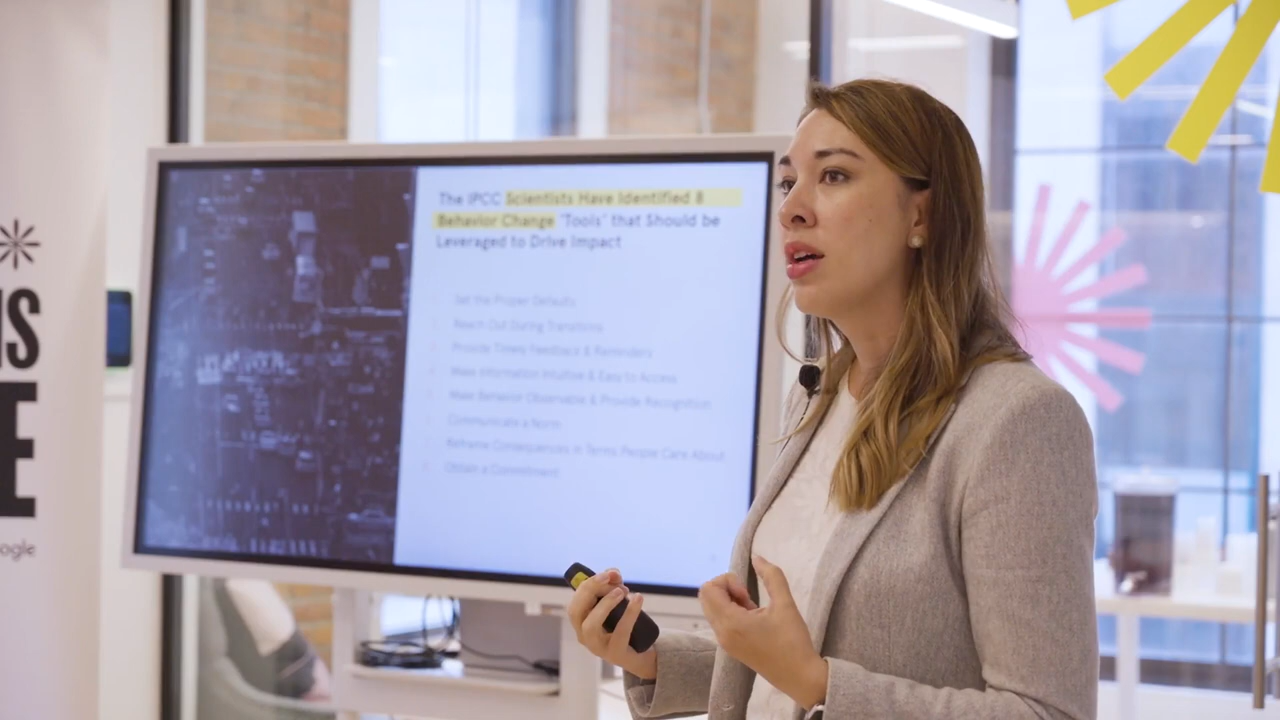 NS
E
ogle
The IPCC Scientists Have Identified 8
Behavior Change 'Tools' that Should be
Leveraged to Drive Impact
Set the Proper Defaults
Reach Out During Transitions
Provide Timely Feedback & Reminders
Make Information Intuitive & Easy to Access
Make Behavior Observable & Provide Recognition
Communicate a Norm
Reframe Consequences in Terms People Care About
Obtain a Commitment